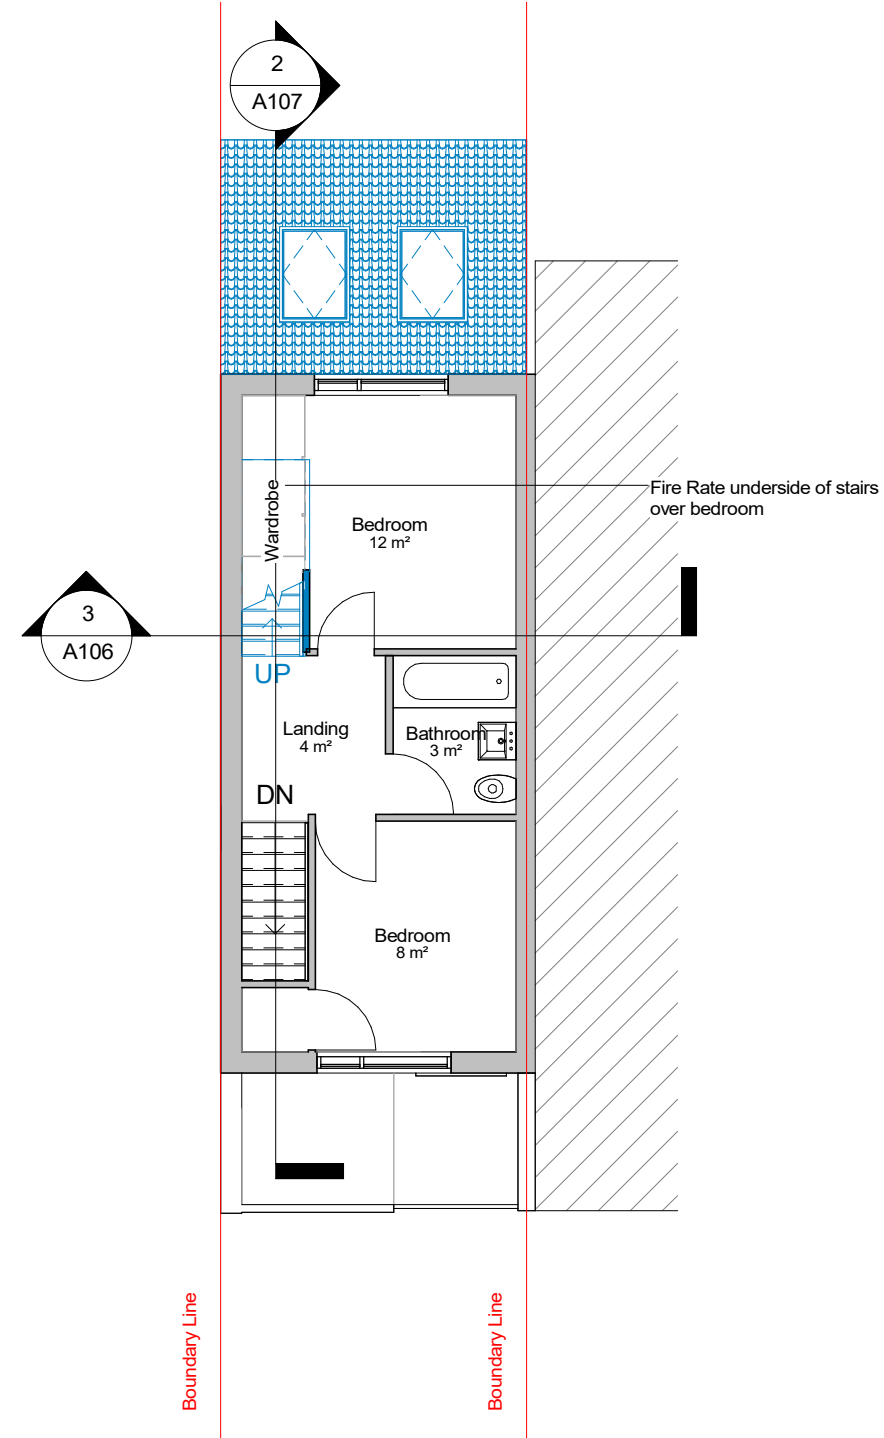 2
A107
Wardrobe
Fire Rate underside of stairs
over bedroom
Bedroom
12 m²
3
A106
UP
Landing
4 m²
Bathroom
3 m²
DN
Bedroom
8 m²
Boundary Line
Boundary Line